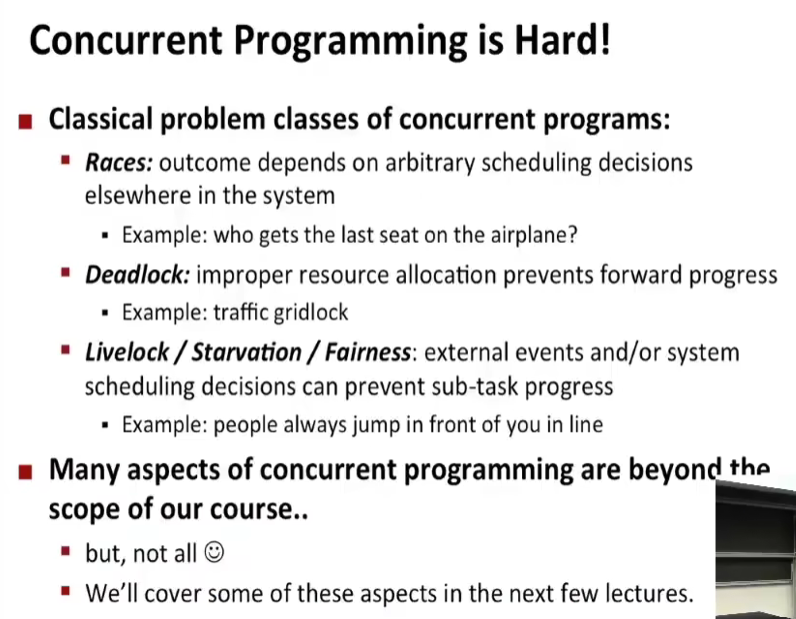 Concurrent Programming is Hard!
Classical problem classes of concurrent programs:
Races: outcome depends on arbitrary scheduling decisions
elsewhere in the system
Example: who gets the last seat on the airplane?
Deadlock: improper resource allocation prevents forward progress
Example: traffic gridlock
Livelock / Starvation / Fairness: external events and/or system
scheduling decisions can prevent sub-task progress
Example: people always jump in front of you in line
Many aspects of concurrent programming are beyond the
scope of our course..
but, not all ☺
We'll cover some of these aspects in the next few lectures.